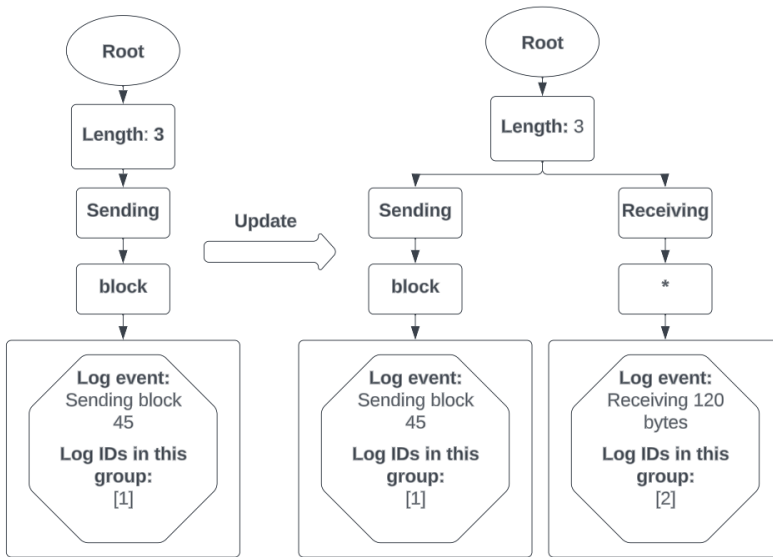 Root
Length: 3
Sending
block
Log event:
Sending block
45
Log IDs in this
group:
[1]
Update
Root
Length: 3
Sending
block
Log event:
Sending block
45
Log IDs in this
group:
[1]
Receiving
*
Log event:
Receiving 120
bytes
Log IDs in this
group:
[2]